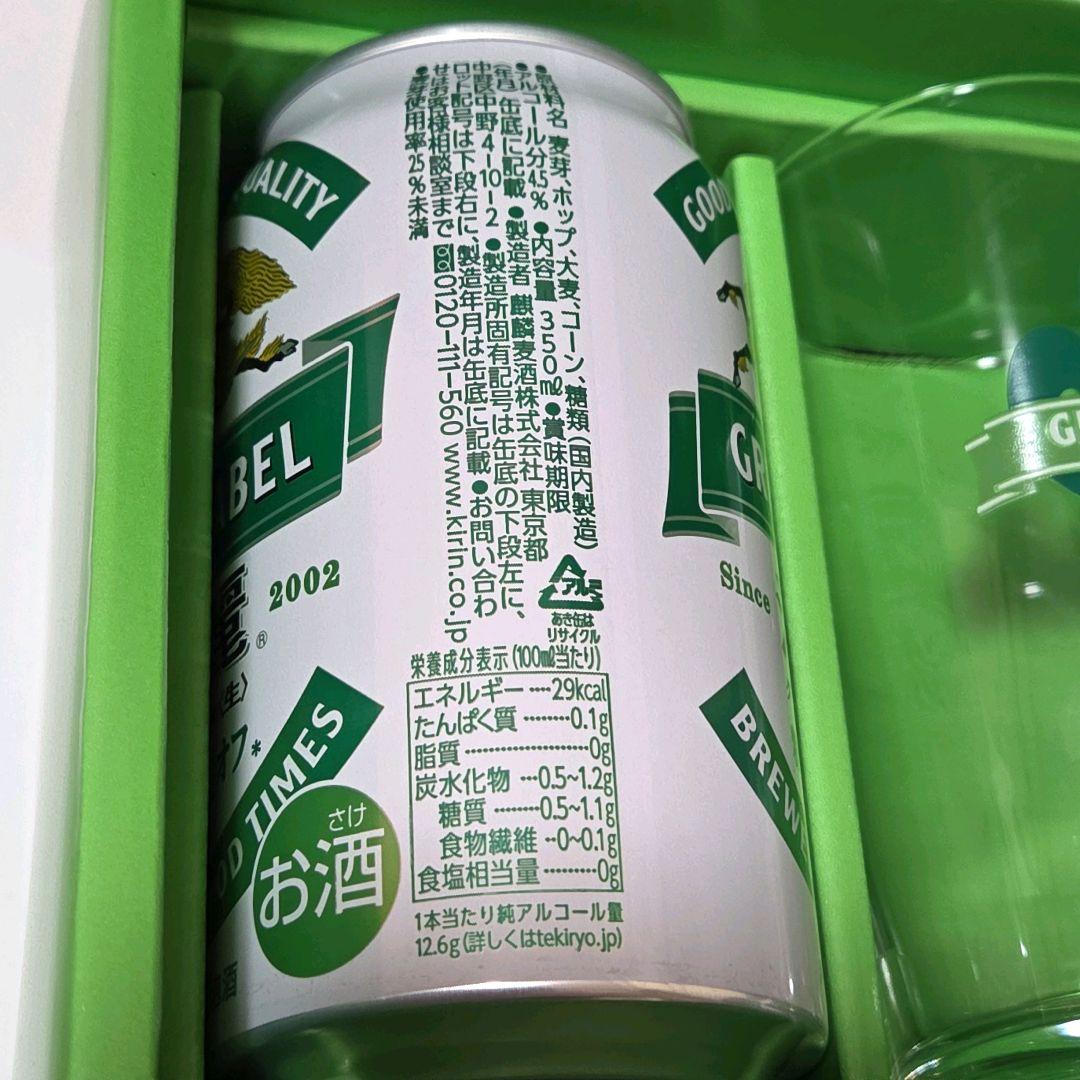 ●原材料名 麦芽、ホップ、大麦、コーン、糖類(国内製造)
●アルコール分4.5% ●内容量 350mℓ ●賞味期限
(年月) 缶底に記載 ●製造者 麒麟麦酒株式会社 東京都
中野区中野4-10-2 ●製造所固有記号は缶底の下段左に、
ロット記号は下段右に、製造年月は缶底に記載 ●お問い合わ
せはお客様相談室まで 0120-111-560 www.kirin.co.jp
●麦芽使用率25%未満
アルミ
あき缶は
リサイクル
栄養成分表示(100mℓ当たり)
エネルギー····29kcal
たんぱく質········0.1g
脂質·····················0g
炭水化物···0.5~1.2g
糖質·······0.5~1.1g
食物繊維··0~0.1g
食塩相当量·········0g
1本当たり純アルコール量
12.6g(詳しくはtekiryo.jp)
UALITY
BEL
2002
®
生〉
オフ*
OD TIMES
さけ
お酒
GOOD
GR
Since
BREW
G